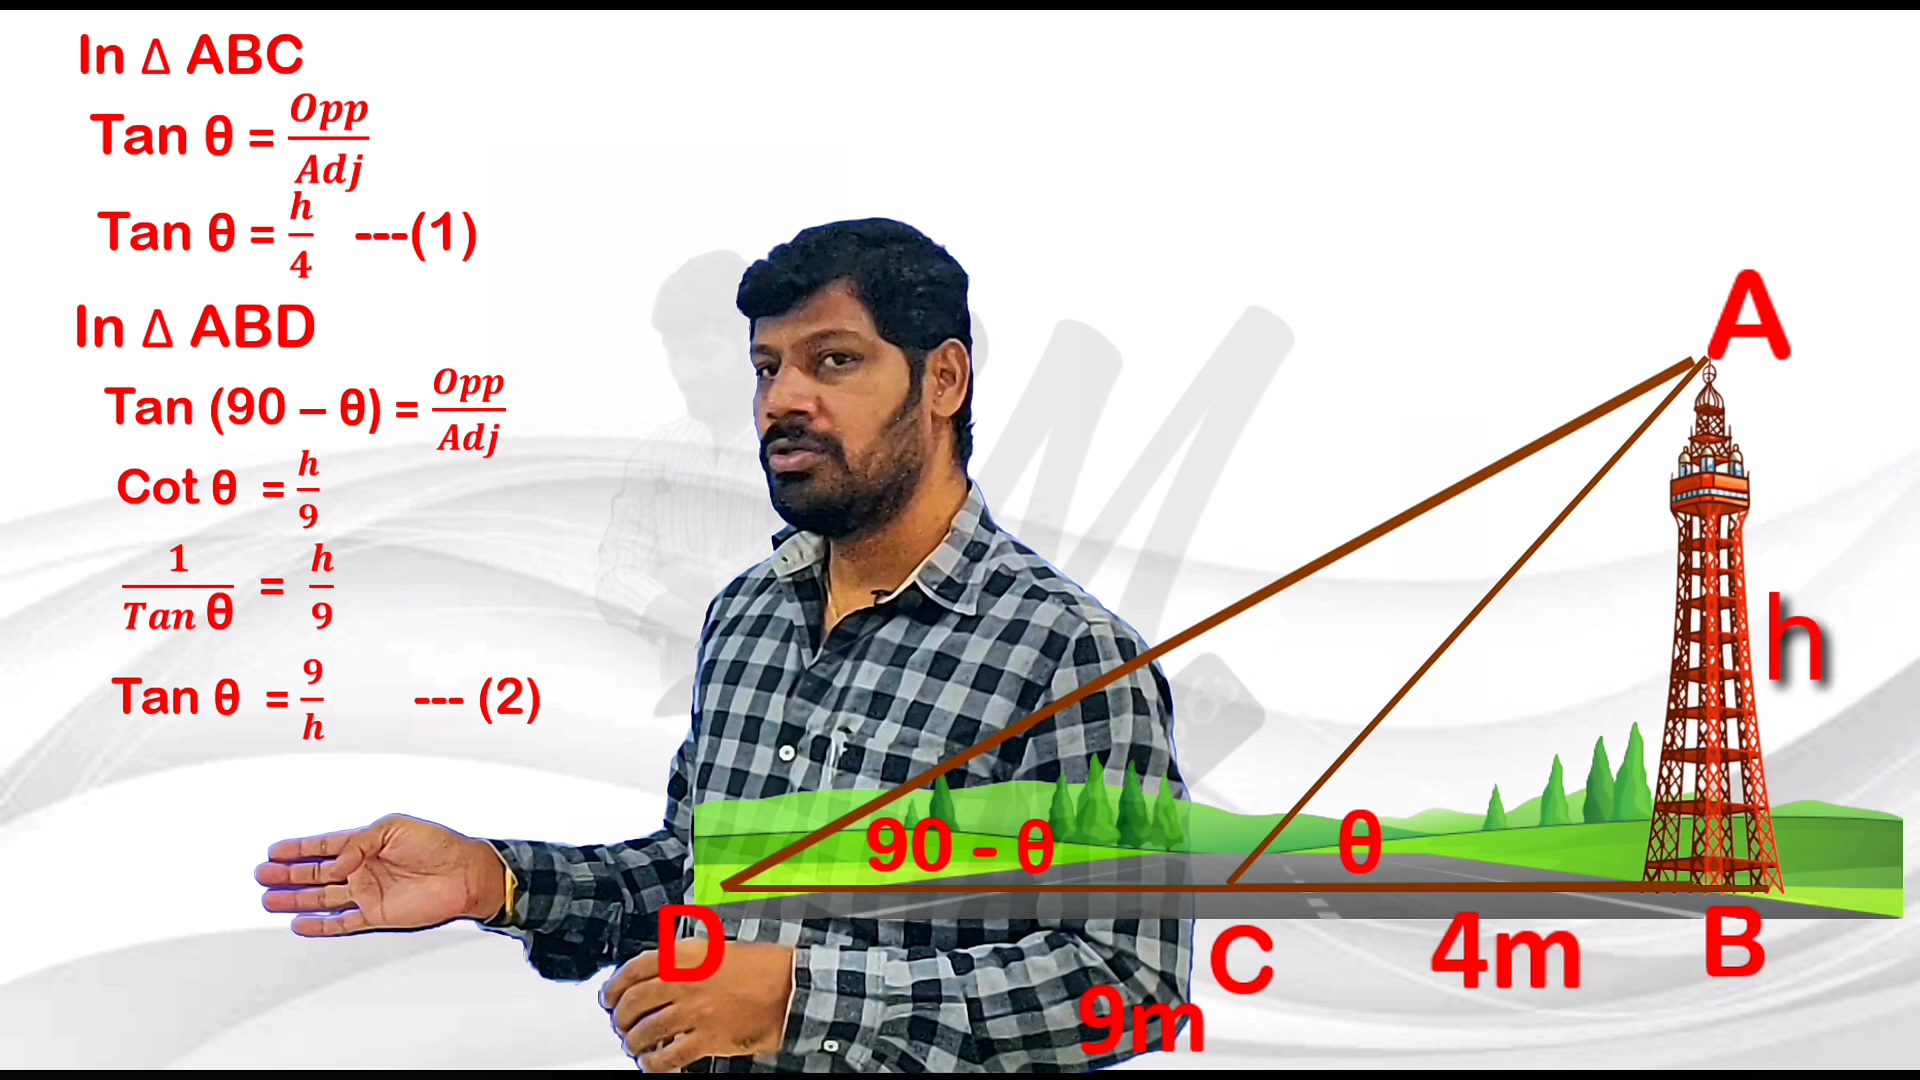 In Δ ABC
Tan θ = Opp/Adj
Tan θ = h/4 ---(1)
In Δ ABD
Tan (90 – θ) = Opp/Adj
Cot θ = h/9
1/Tan θ = h/9
Tan θ = 9/h --- (2)
A
h
90 - θ
θ
D
C
4m
B
9m